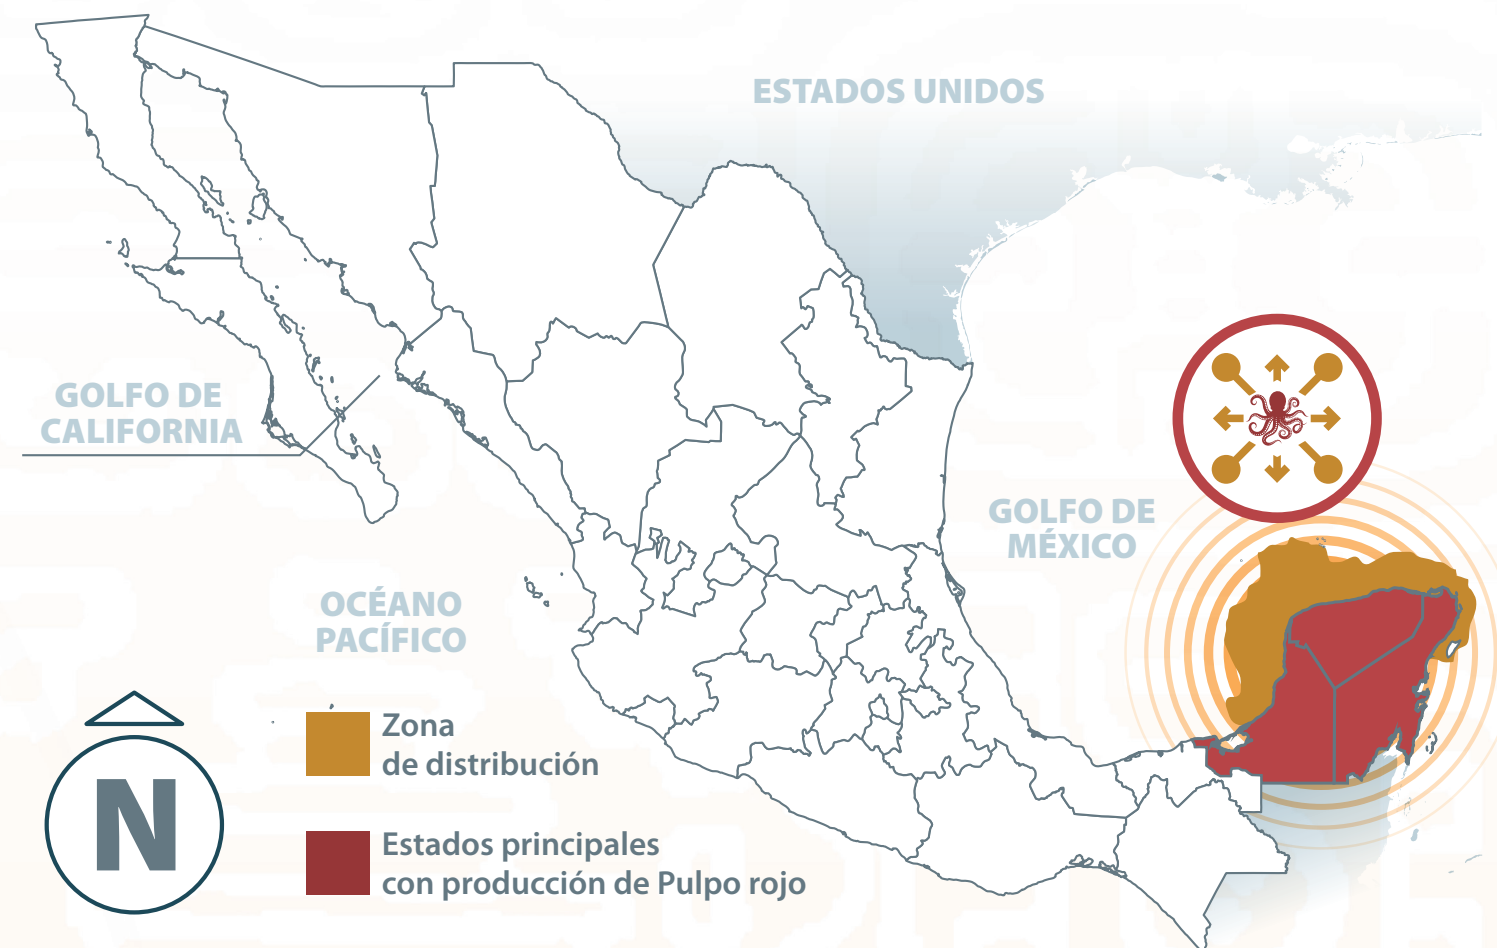 ESTADOS UNIDOS
GOLFO DE
CALIFORNIA
GOLFO DE
MÉXICO
OCÉANO
PACÍFICO
N
Zona
de distribución
Estados principales
con producción de Pulpo rojo